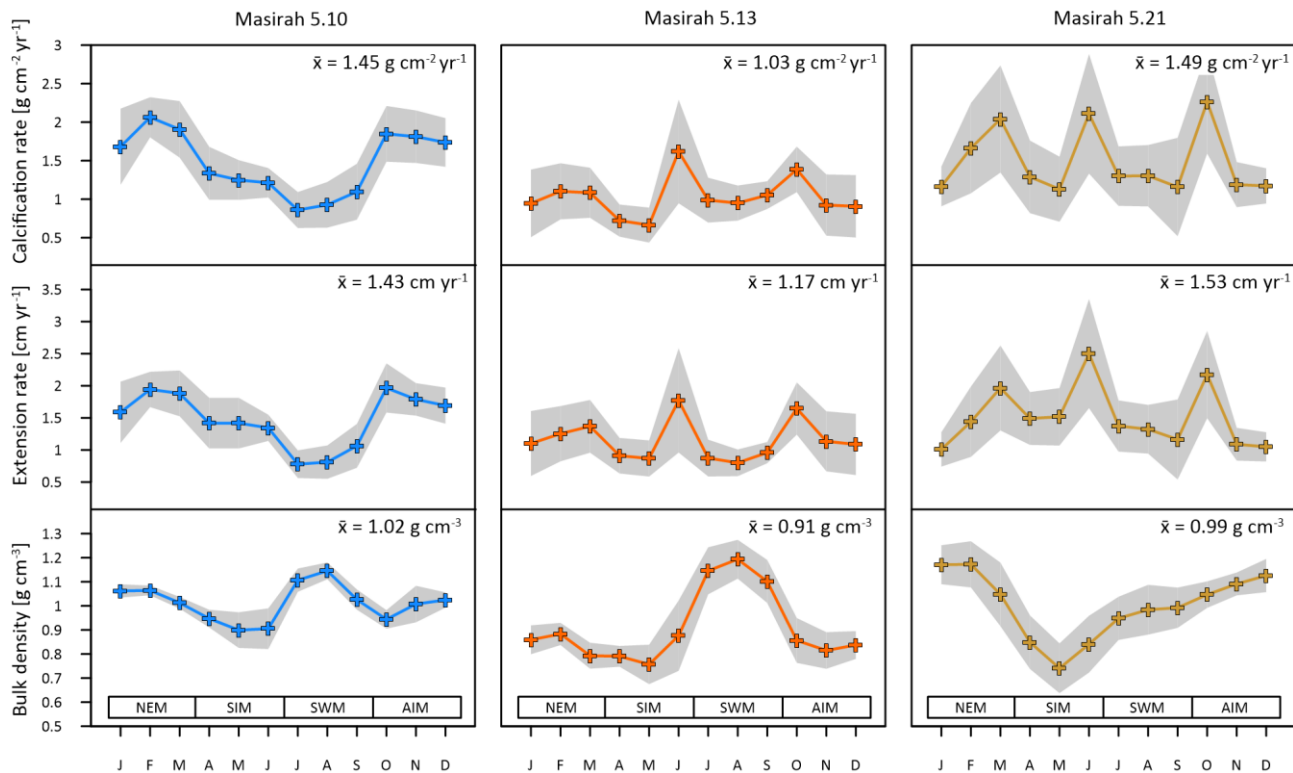 Masirah 5.10 Masirah 5.13 Masirah 5.21
Calcification rate [g cm⁻² yr⁻¹]
3
2.5
2
1.5
1
0.5
x̄ = 1.45 g cm⁻² yr⁻¹
x̄ = 1.03 g cm⁻² yr⁻¹
x̄ = 1.49 g cm⁻² yr⁻¹
Extension rate [cm yr⁻¹]
3.5
3
2.5
2
1.5
1
0.5
x̄ = 1.43 cm yr⁻¹
x̄ = 1.17 cm yr⁻¹
x̄ = 1.53 cm yr⁻¹
Bulk density [g cm⁻³]
1.3
1.2
1.1
1
0.9
0.8
0.7
0.6
0.5
x̄ = 1.02 g cm⁻³
x̄ = 0.91 g cm⁻³
x̄ = 0.99 g cm⁻³
NEM SIM SWM AIM NEM SIM SWM AIM NEM SIM SWM AIM
J F M A M J J A S O N D J F M A M J J A S O N D J F M A M J J A S O N D